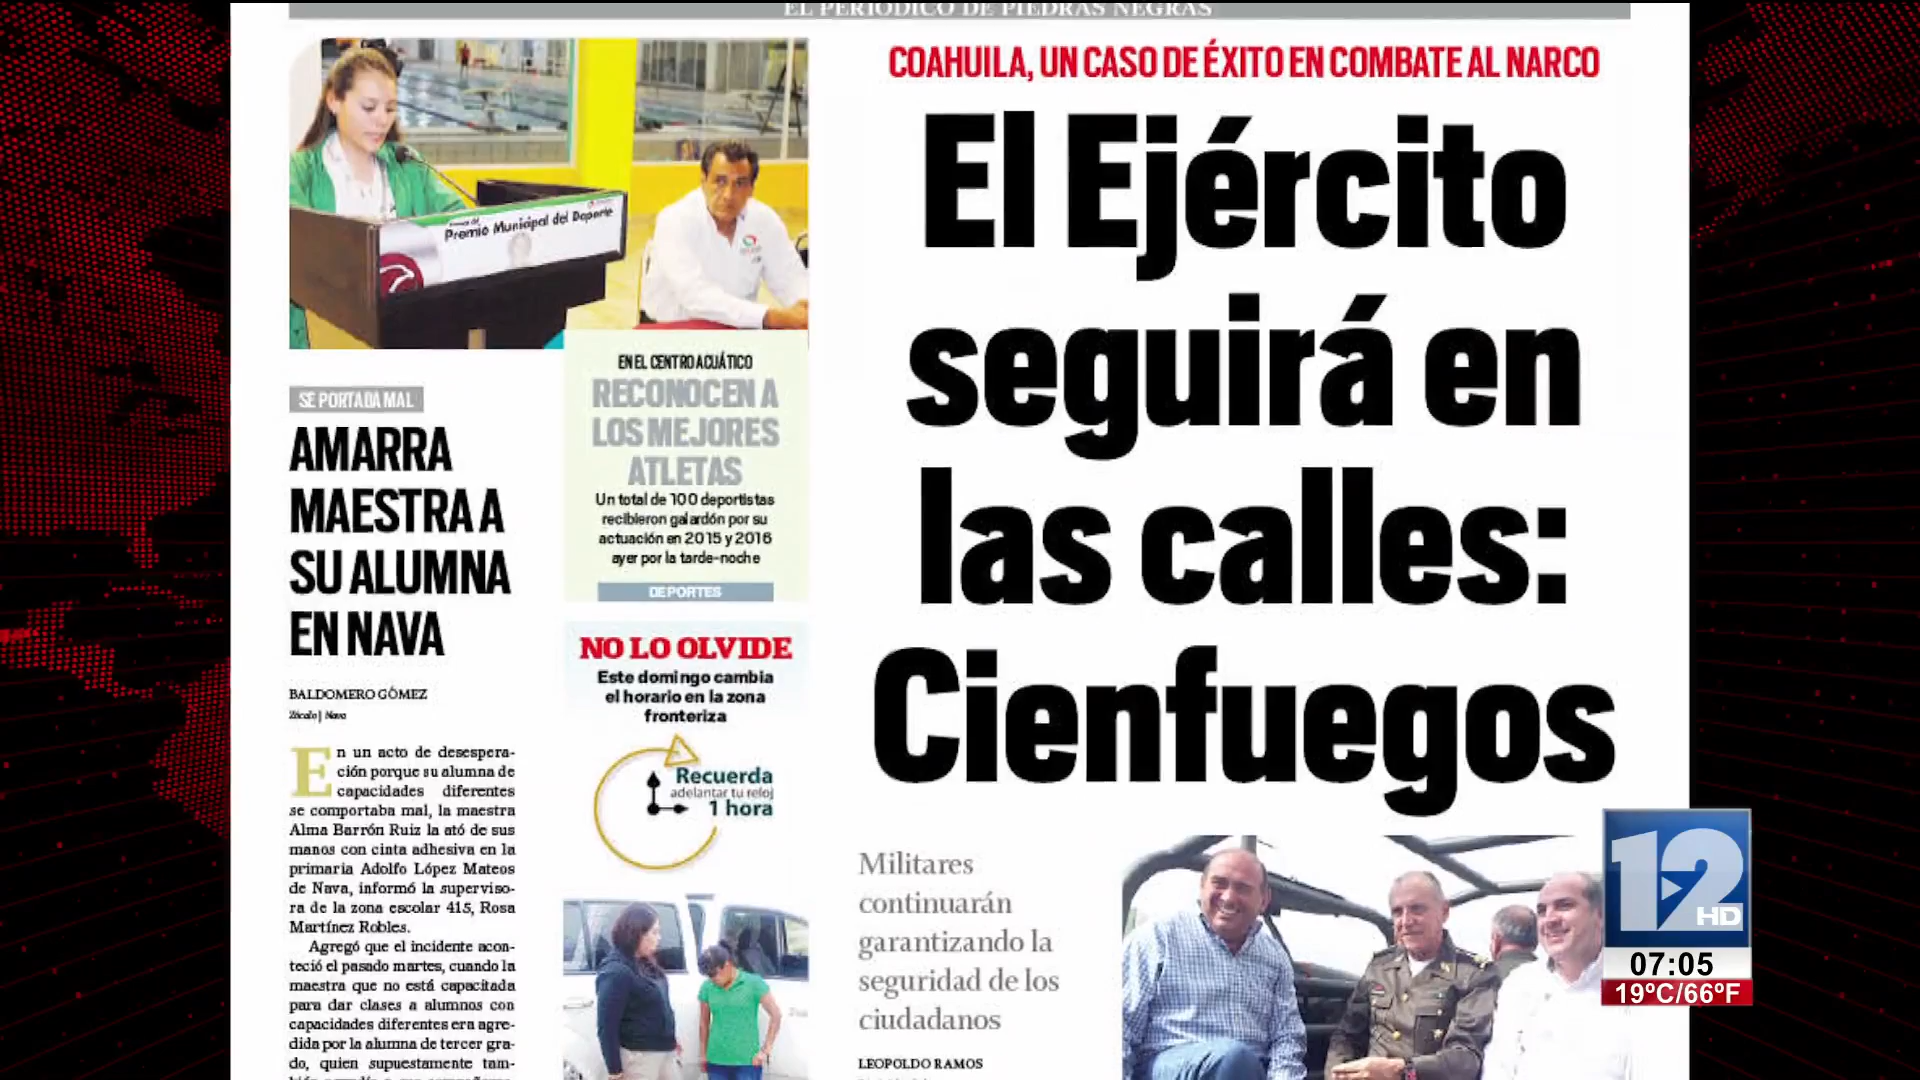 EL PERIÓDICO DE PIEDRAS NEGRAS
COAHUILA, UN CASO DE ÉXITO EN COMBATE AL NARCO
El Ejército
seguirá en
las calles:
Cienfuegos
Premio Municipal del Deporte
EN EL CENTRO ACUÁTICO
RECONOCEN A
LOS MEJORES
ATLETAS
Un total de 100 deportistas
recibieron galardón por su
actuación en 2015 y 2016
ayer por la tarde-noche
DEPORTES
SE PORTABA MAL
AMARRA
MAESTRA A
SU ALUMNA
EN NAVA
BALDOMERO GÓMEZ
Zócalo | Nava
En un acto de desespera-
ción porque su alumna de
capacidades diferentes
se comportaba mal, la maestra
Alma Barrón Ruiz la ató de sus
manos con cinta adhesiva en la
primaria Adolfo López Mateos
de Nava, informó la superviso-
ra de la zona escolar 415, Rosa
Martínez Robles.
Agregó que el incidente acon-
teció el pasado martes, cuando la
maestra que no está capacitada
para dar clases a alumnos con
capacidades diferentes era agre-
dida por la alumna de tercer gra-
do, quien supuestamente tam-
NO LO OLVIDE
Este domingo cambia
el horario en la zona
fronteriza
Recuerda
adelantar tu reloj
1 hora
Militares
continuarán
garantizando la
seguridad de los
ciudadanos
LEOPOLDO RAMOS
12
HD
07:05
19ºC/66ºF